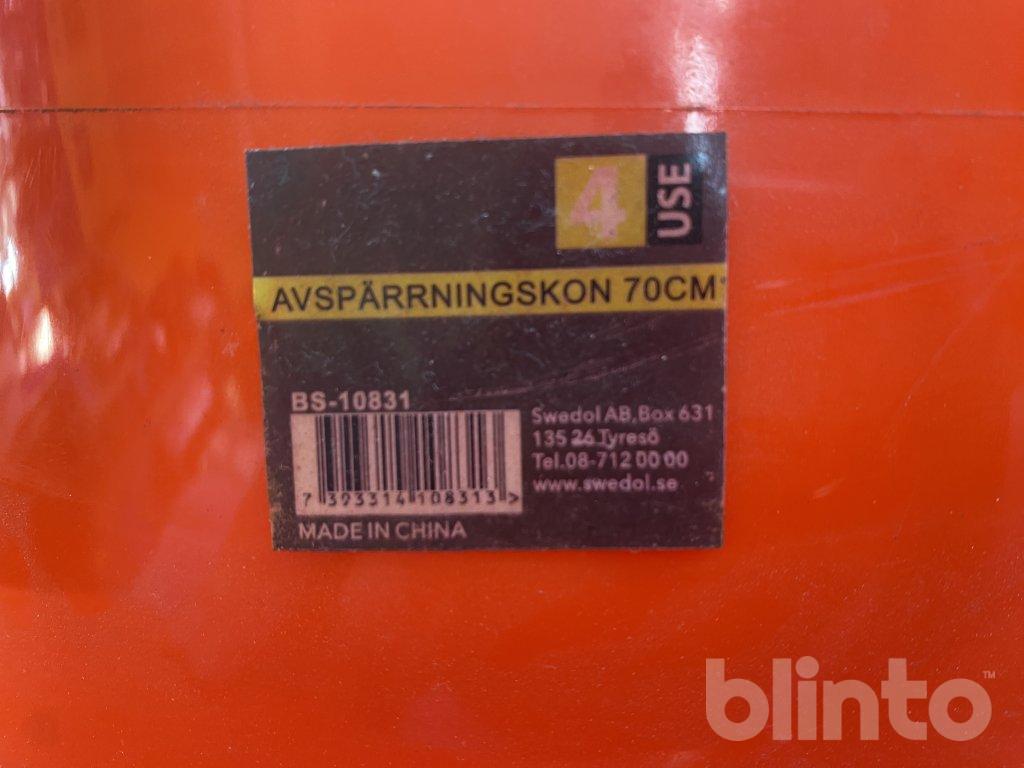 4 USE
AVSPÄRRNINGSKON 70CM
BS-10831
7 393314 108313 >
MADE IN CHINA
Swedol AB, Box 631
135 26 Tyresö
Tel.08-712 00 00
www.swedol.se
blinto™